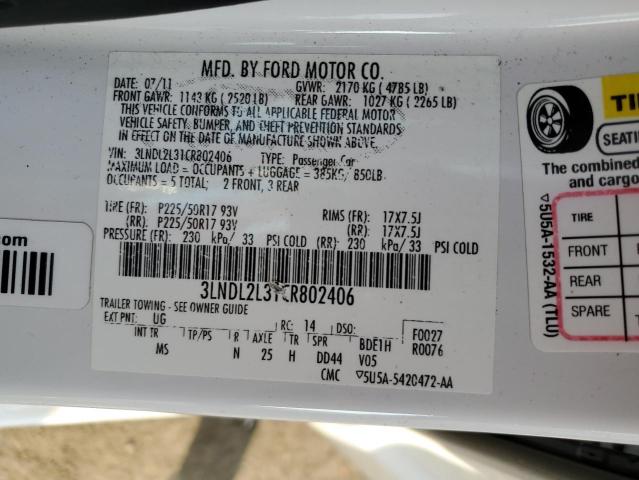 MFD. BY FORD MOTOR CO.
DATE: 07/11 GVWR: 2170 KG ( 4785 LB)
FRONT GAWR: 1143 KG ( 2520 LB) REAR GAWR: 1027 KG ( 2265 LB)
THIS VEHICLE CONFORMS TO ALL APPLICABLE FEDERAL MOTOR
VEHICLE SAFETY, BUMPER, AND THEFT PREVENTION STANDARDS
IN EFFECT ON THE DATE OF MANUFACTURE SHOWN ABOVE.
VIN: 3LNDL2L31CR802406 TYPE: Passenger Car
MAXIMUM LOAD = OCCUPANTS + LUGGAGE = 385KG/ 850LB
OCCUPANTS = 5 TOTAL; 2 FRONT, 3 REAR
TIRE (FR): P225/50R17 93V RIMS (FR): 17X7.5J
(RR): P225/50R17 93V (RR): 17X7.5J
PRESSURE (FR): 230 kPa/ 33 PSI COLD (RR): 230 kPa/ 33 PSI COLD
3LNDL2L31CR802406
TRAILER TOWING - SEE OWNER GUIDE
EXT PNT: UG RC: 14 DSO: F0027
INT TR TP/PS R AXLE TR SPR BDE1H R0076
MS N 25 H DD44 V05
CMC ▽5U5A-5420472-AA
TI
SEATI
The combined
and cargo
TIRE
FRONT
REAR
SPARE
▽5U5A-1532-AA (TLU)
.com